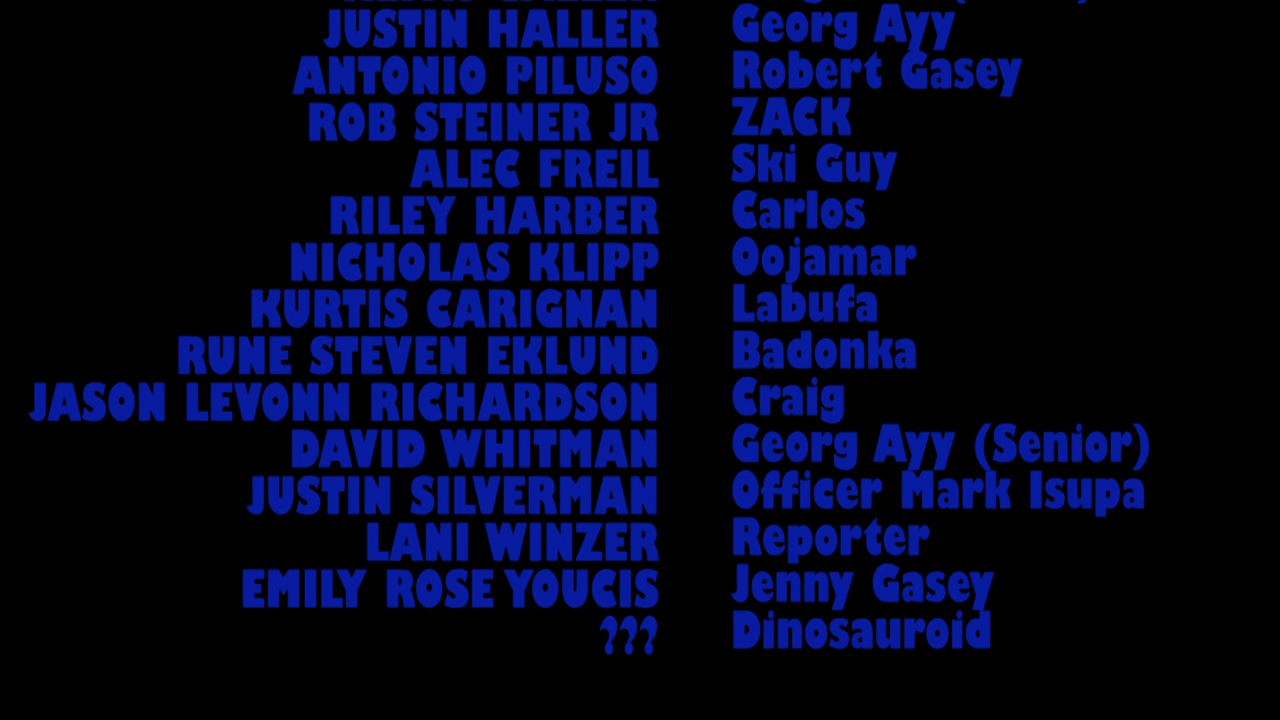 JUSTIN HALLER Georg Ayy
ANTONIO PILUSO Robert Gasey
ROB STEINER JR ZACK
ALEC FREIL Ski Guy
RILEY HARBER Carlos
NICHOLAS KLIPP Oojamar
KURTIS CARIGNAN Labufa
RUNE STEVEN EKLUND Badonka
JASON LEVONN RICHARDSON Craig
DAVID WHITMAN Georg Ayy (Senior)
JUSTIN SILVERMAN Officer Mark Isupa
LANI WINZER Reporter
EMILY ROSE YOUCIS Jenny Gasey
??? Dinosauroid